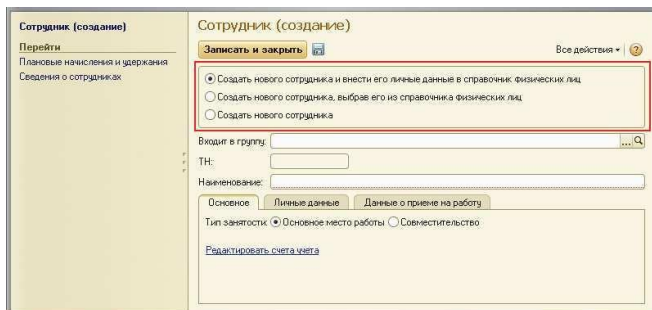 Сотрудник (создание)
Перейти
Плановые начисления и удержания
Сведения о сотрудниках
Сотрудник (создание)
Записать и закрыть
Все действия
?
Создать нового сотрудника и внести его личные данные в справочник физических лиц
Создать нового сотрудника, выбрав его из справочника физических лиц
Создать нового сотрудника
Входит в группу:
...
ТН:
Наименование:
Основное Личные данные Данные о приеме на работу
Тип занятости: Основное место работы Совместительство
Редактировать счета учета